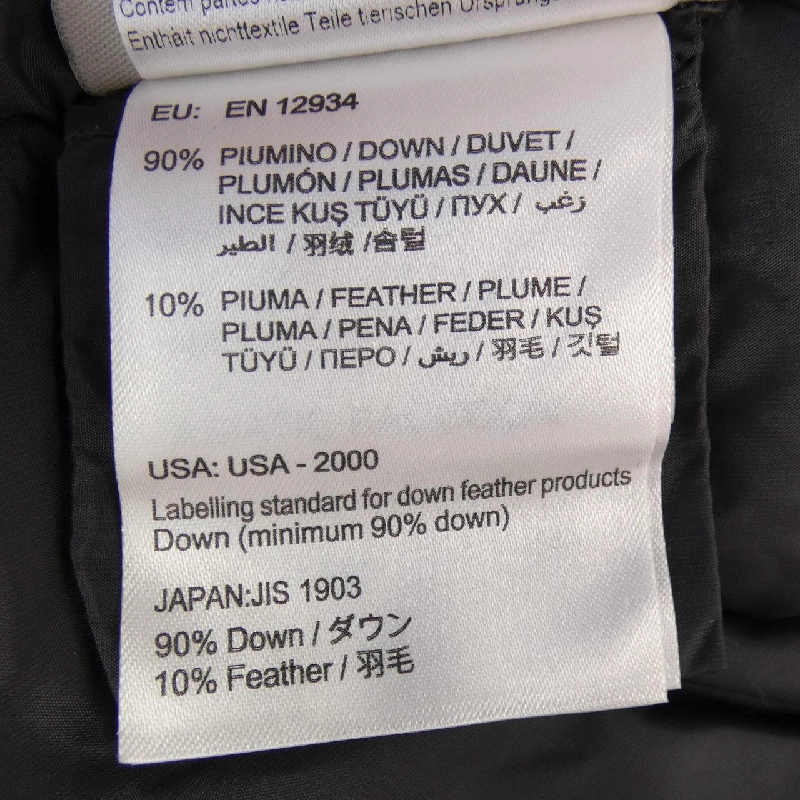 Contem partes
Enthält nichttextile Teile tierischen Ursprungs
EU: EN 12934
90% PIUMINO / DOWN / DUVET /
PLUMÓN / PLUMAS / DAUNE /
INCE KUŞ TÜYÜ / ПУХ / زغب
الطير / 羽绒 / 솜털
10% PIUMA / FEATHER / PLUME /
PLUMA / PENA / FEDER / KUŞ
TÜYÜ / ПЕРО / ريش / 羽毛 / 깃털
USA: USA - 2000
Labelling standard for down feather products
Down (minimum 90% down)
JAPAN:JIS 1903
90% Down / ダウン
10% Feather / 羽毛